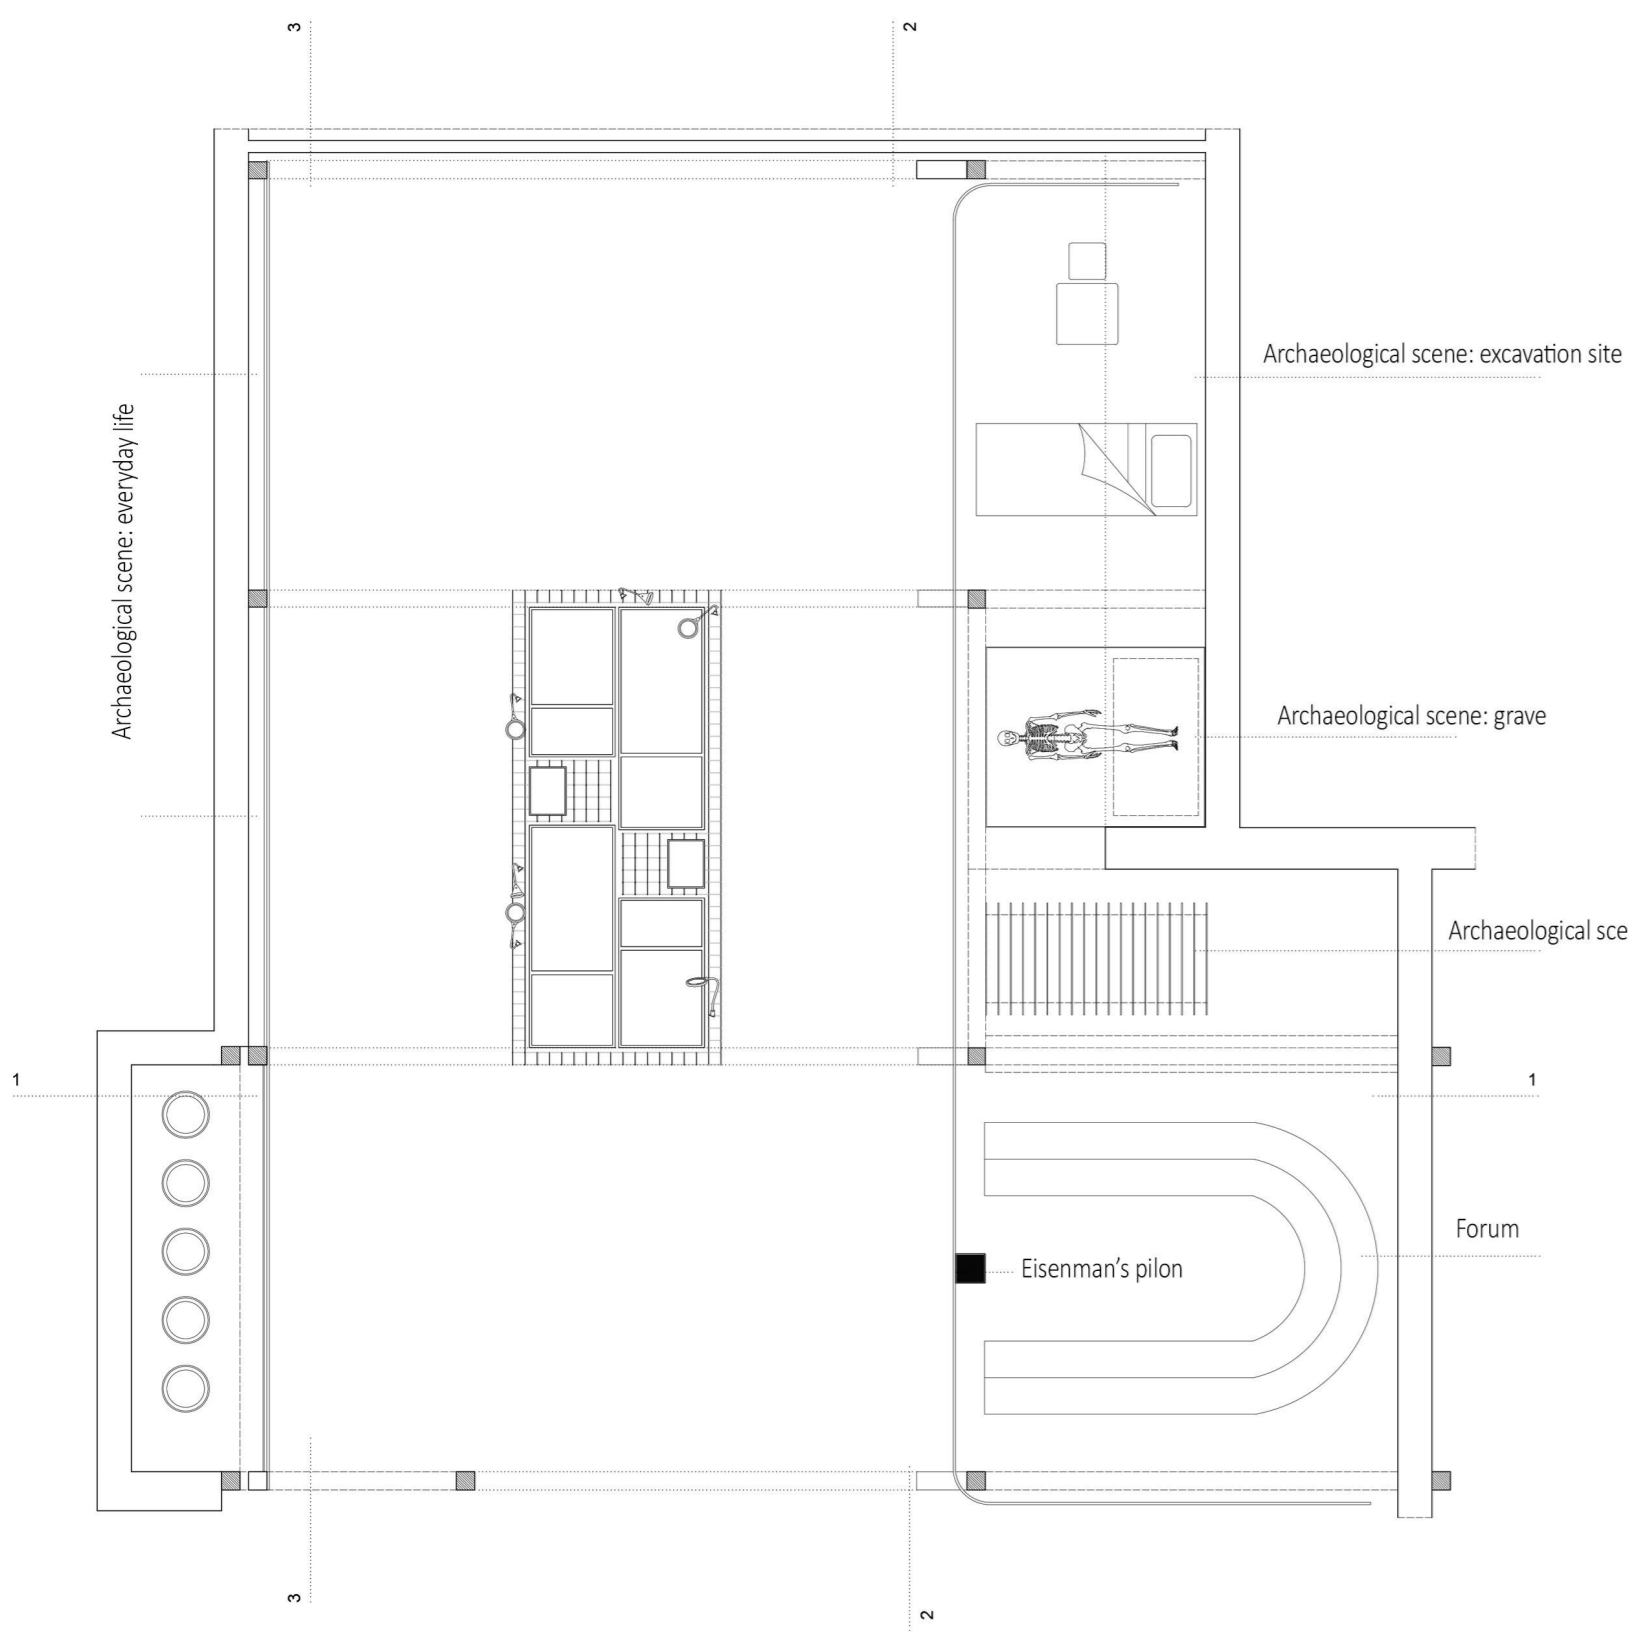 3
2
Archaeological scene: everyday life
Archaeological scene: excavation site
Archaeological scene: grave
Archaeological sce
1
1
Forum
Eisenman’s pilon
3
2